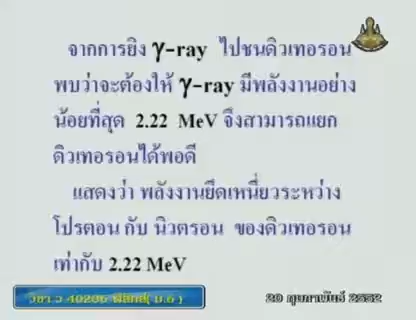 จากการยิง γ-ray ไปชนดิวเทอรอน
พบว่าจะต้องให้ γ-ray มีพลังงานอย่าง
น้อยที่สุด 2.22 MeV จึงสามารถแยก
ดิวเทอรอนได้พอดี
แสดงว่า พลังงานยึดเหนี่ยวระหว่าง
โปรตอน กับ นิวตรอน ของดิวเทอรอน
เท่ากับ 2.22 MeV
วิชา ว 40206 ฟิสิกส์( ม.6 )
20 กุมภาพันธ์ 2552